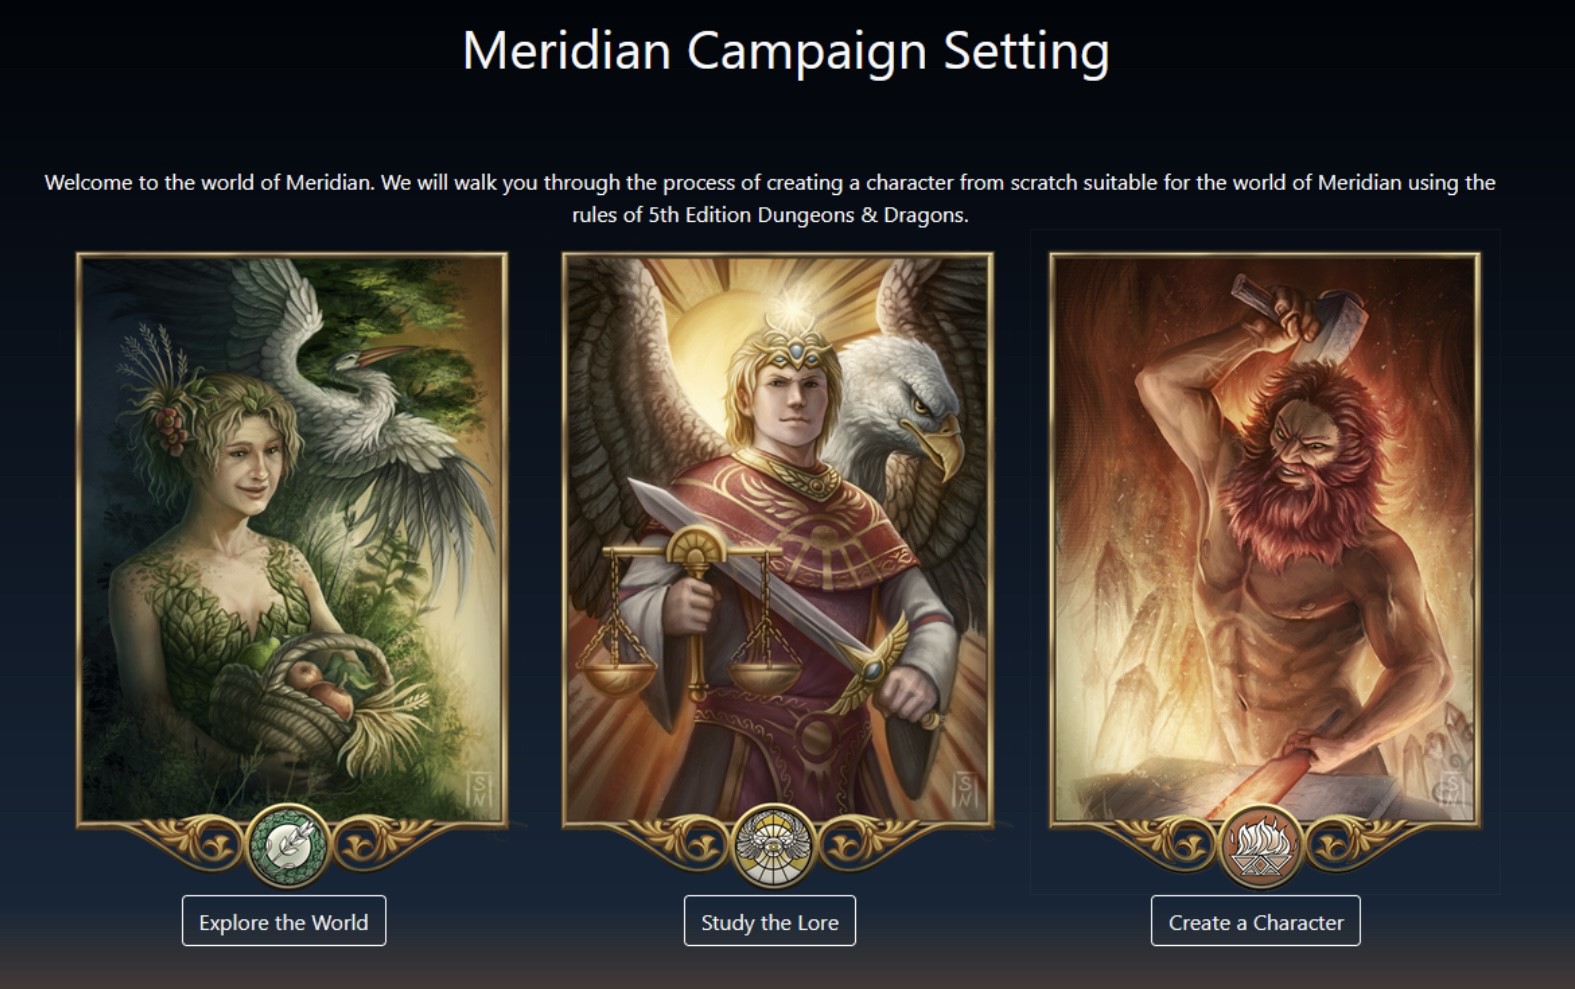 Meridian Campaign Setting
Welcome to the world of Meridian. We will walk you through the process of creating a character from scratch suitable for the world of Meridian using the
rules of 5th Edition Dungeons & Dragons.
S
N
S
N
Explore the World
Study the Lore
Create a Character